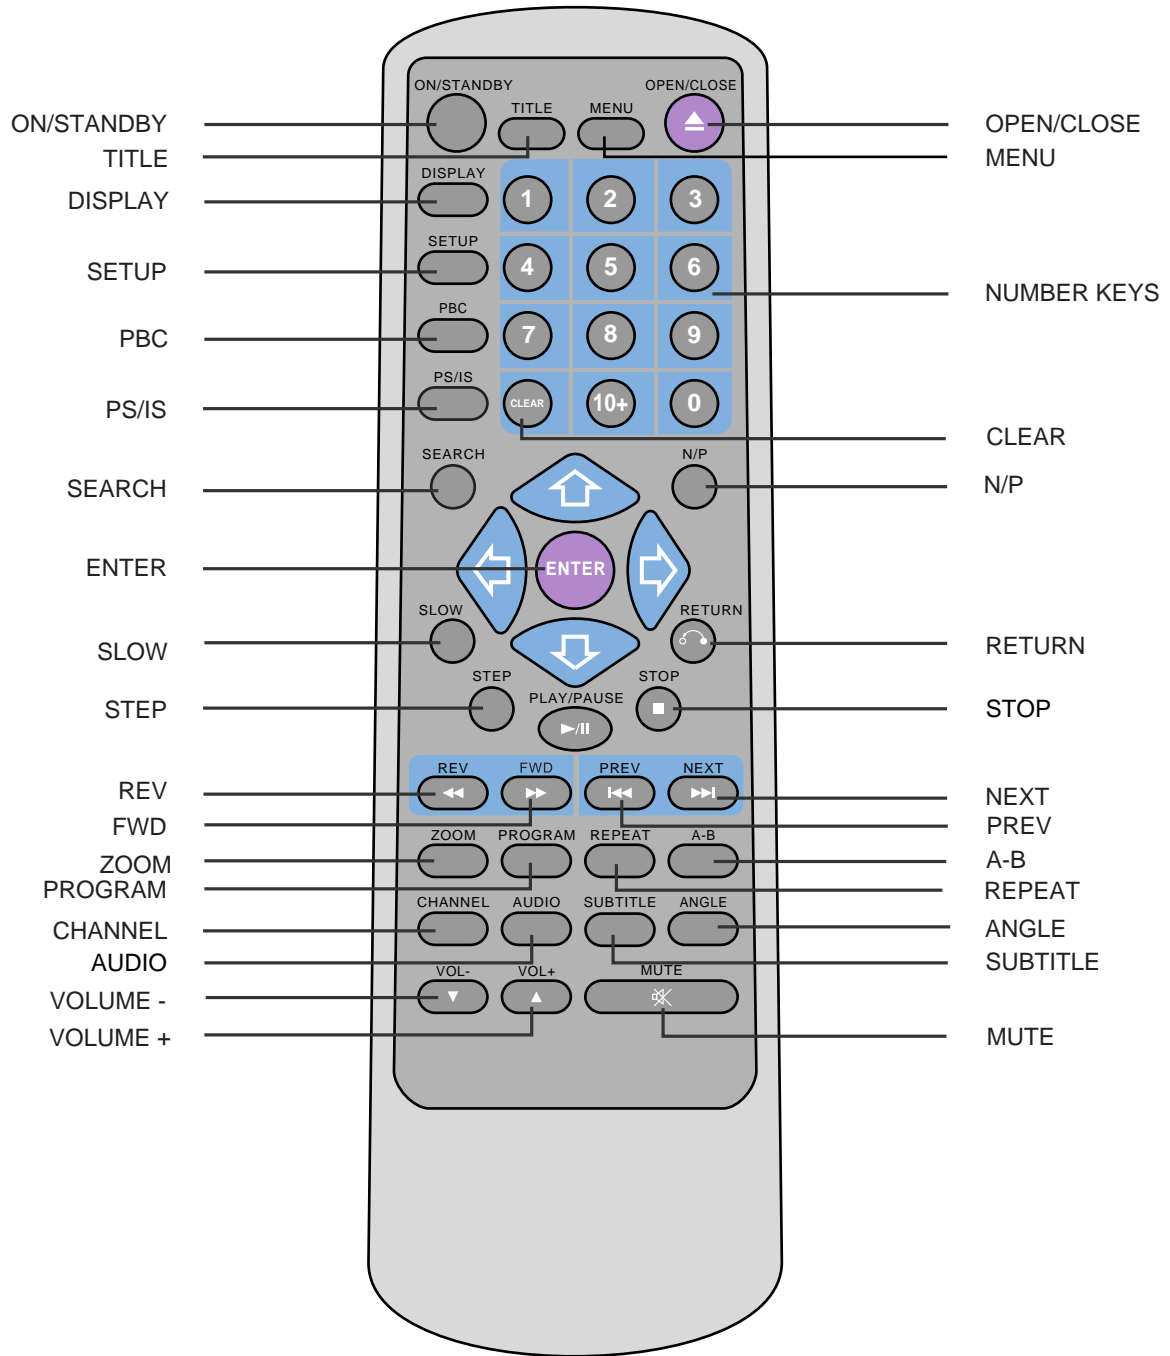 ON/STANDBY
TITLE
DISPLAY
SETUP
PBC
PS/IS
SEARCH
ENTER
SLOW
STEP
REV
FWD
ZOOM
PROGRAM
CHANNEL
AUDIO
VOLUME -
VOLUME +
ON/STANDBY OPEN/CLOSE
TITLE MENU
DISPLAY
1 2 3
SETUP
4 5 6
PBC
7 8 9
PS/IS
CLEAR 10+ 0
SEARCH N/P
ENTER
SLOW RETURN
STEP STOP
PLAY/PAUSE
REV FWD PREV NEXT
ZOOM PROGRAM REPEAT A-B
CHANNEL AUDIO SUBTITLE ANGLE
VOL- VOL+ MUTE
OPEN/CLOSE
MENU
NUMBER KEYS
CLEAR
N/P
RETURN
STOP
NEXT
PREV
A-B
REPEAT
ANGLE
SUBTITLE
MUTE